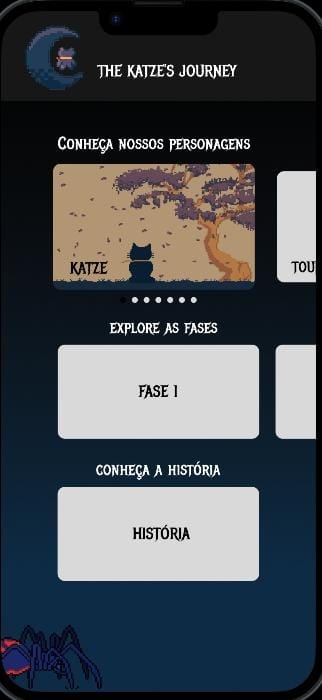 THE KATZE'S JOURNEY
CONHEÇA NOSSOS PERSONAGENS
KATZE
TOU
EXPLORE AS FASES
FASE 1
CONHEÇA A HISTÓRIA
HISTÓRIA